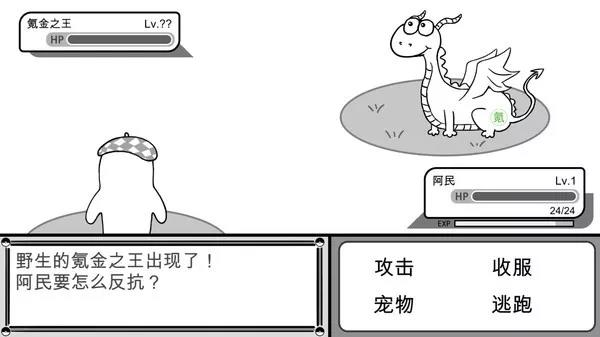 氪金之王 Lv.??
HP
氪
阿民 Lv.1
HP
24/24
EXP
野生的氪金之王出现了！
阿民要怎么反抗？
攻击 收服
宠物 逃跑